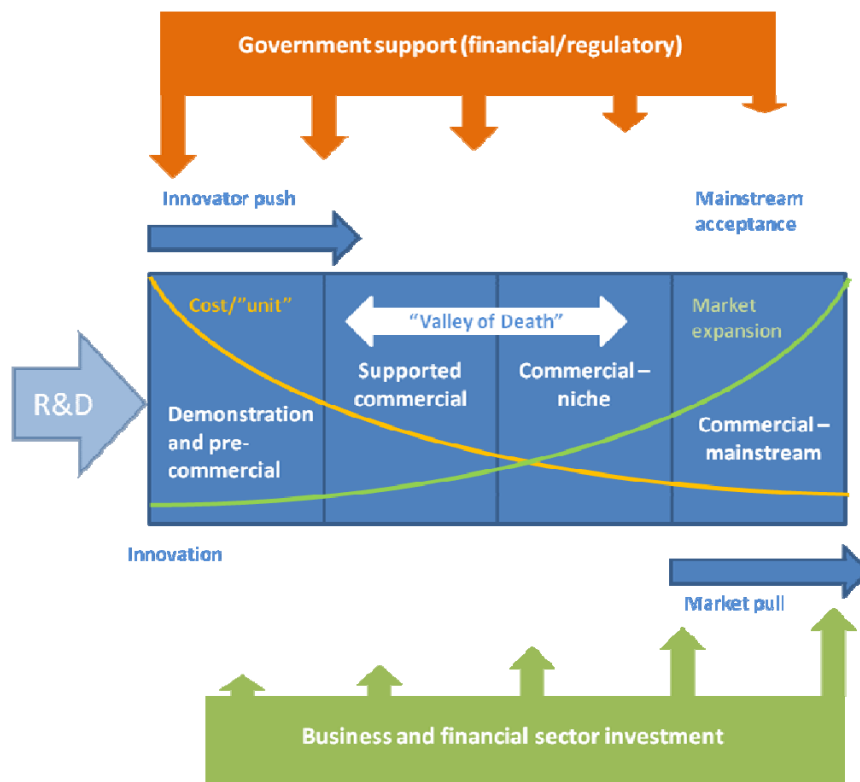 Government support (financial/regulatory)
Innovator push
Mainstream
acceptance
Cost/”unit”
“Valley of Death”
Market
expansion
R&D
Supported
commercial
Commercial –
niche
Demonstration
and pre-
commercial
Commercial –
mainstream
Innovation
Market pull
Business and financial sector investment